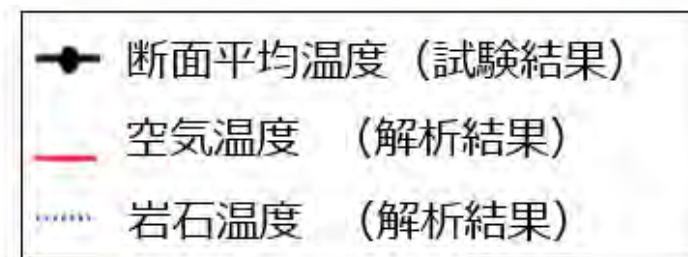 断面平均温度（試験結果）
空気温度　（解析結果）
岩石温度　（解析結果）